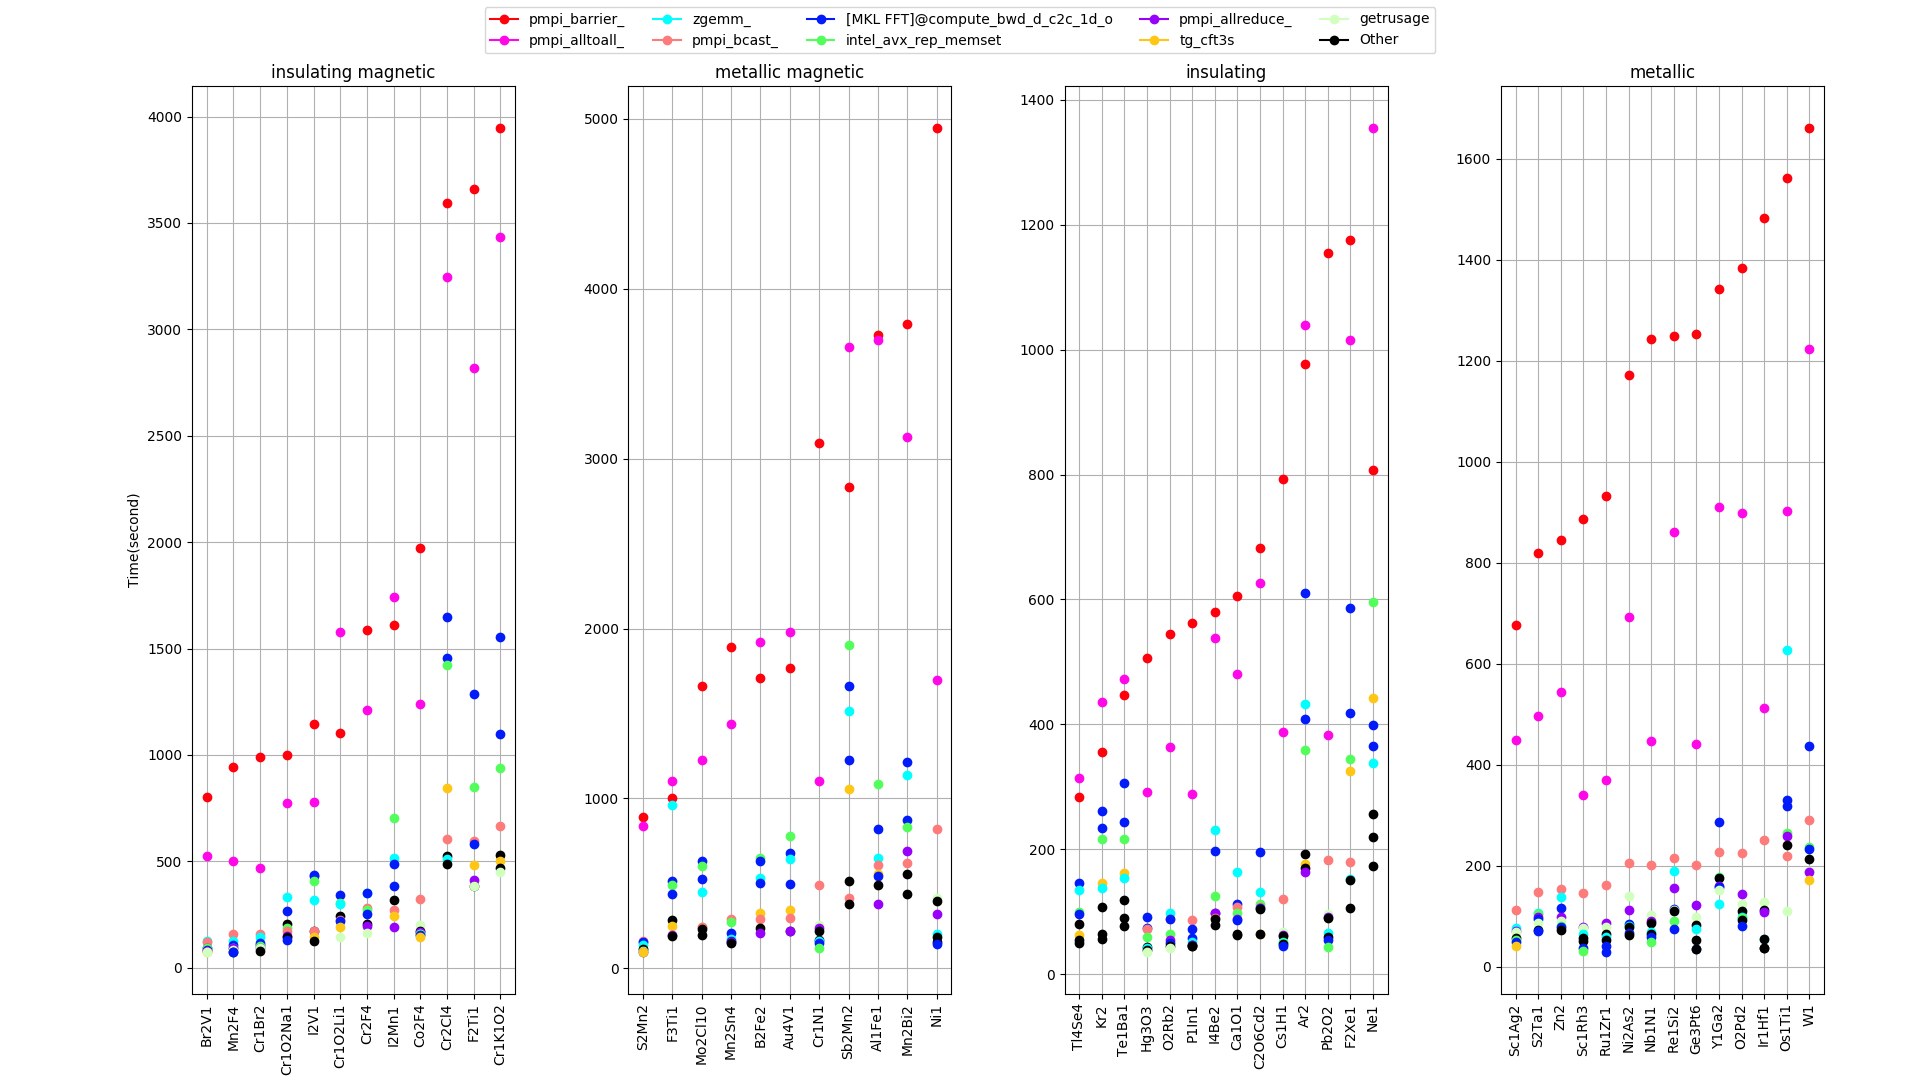 pmpi_barrier_
pmpi_alltoall_
zgemm_
pmpi_bcast_
[MKL FFT]@compute_bwd_d_c2c_1d_o
intel_avx_rep_memset
pmpi_allreduce_
tg_cft3s
getrusage
Other
insulating magnetic
Time(second)
4000
3500
3000
2500
2000
1500
1000
500
0
Br2V1
Mn2F4
Cr1Br2
Cr1O2Na1
I2V1
Cr1O2Li1
Cr2F4
I2Mn1
Co2F4
Cr2Cl4
F2Ti1
Cr1K1O2
metallic magnetic
5000
4000
3000
2000
1000
0
S2Mn2
F3Ti1
Mo2Cl10
Mn2Sn4
B2Fe2
Au4V1
Cr1N1
Sb2Mn2
Al1Fe1
Mn2Bi2
Ni1
insulating
1400
1200
1000
800
600
400
200
0
Tl4Se4
Kr2
Te1Ba1
Hg3O3
O2Rb2
P1In1
I4Be2
Ca1O1
C2O6Cd2
Cs1H1
Ar2
Pb2O2
F2Xe1
Ne1
metallic
1600
1400
1200
1000
800
600
400
200
0
Sc1Ag2
S2Ta1
Zn2
Sc1Rh3
Ru1Zr1
Ni2As2
Nb1N1
Re1Si2
Ge3Pt6
Y1Ga2
O2Pd2
Ir1Hf1
Os1Ti1
W1